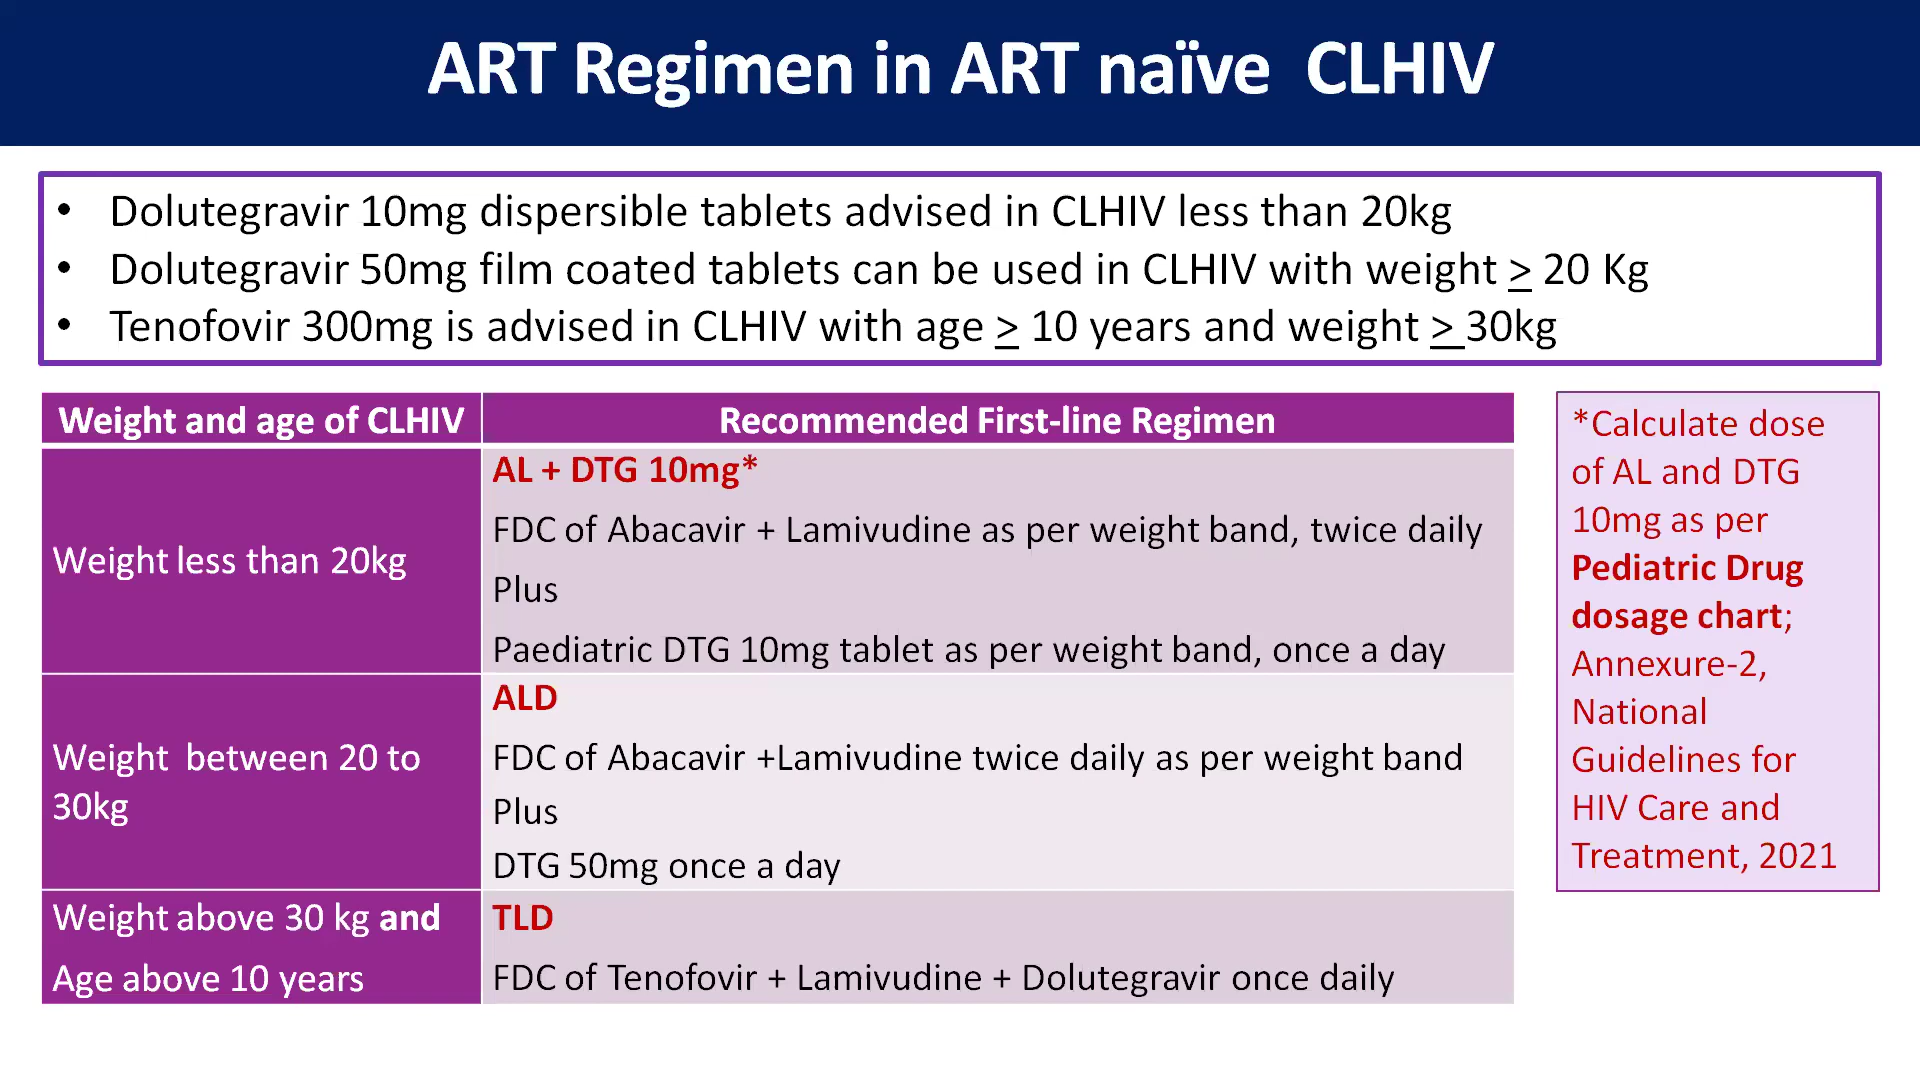 ART Regimen in ART naïve CLHIV
• Dolutegravir 10mg dispersible tablets advised in CLHIV less than 20kg
• Dolutegravir 50mg film coated tablets can be used in CLHIV with weight ≥ 20 Kg
• Tenofovir 300mg is advised in CLHIV with age ≥ 10 years and weight ≥ 30kg
Weight and age of CLHIV
Recommended First-line Regimen
Weight less than 20kg
AL + DTG 10mg*
FDC of Abacavir + Lamivudine as per weight band, twice daily
Plus
Paediatric DTG 10mg tablet as per weight band, once a day
Weight between 20 to
30kg
ALD
FDC of Abacavir +Lamivudine twice daily as per weight band
Plus
DTG 50mg once a day
Weight above 30 kg and
Age above 10 years
TLD
FDC of Tenofovir + Lamivudine + Dolutegravir once daily
*Calculate dose
of AL and DTG
10mg as per
Pediatric Drug
dosage chart;
Annexure-2,
National
Guidelines for
HIV Care and
Treatment, 2021